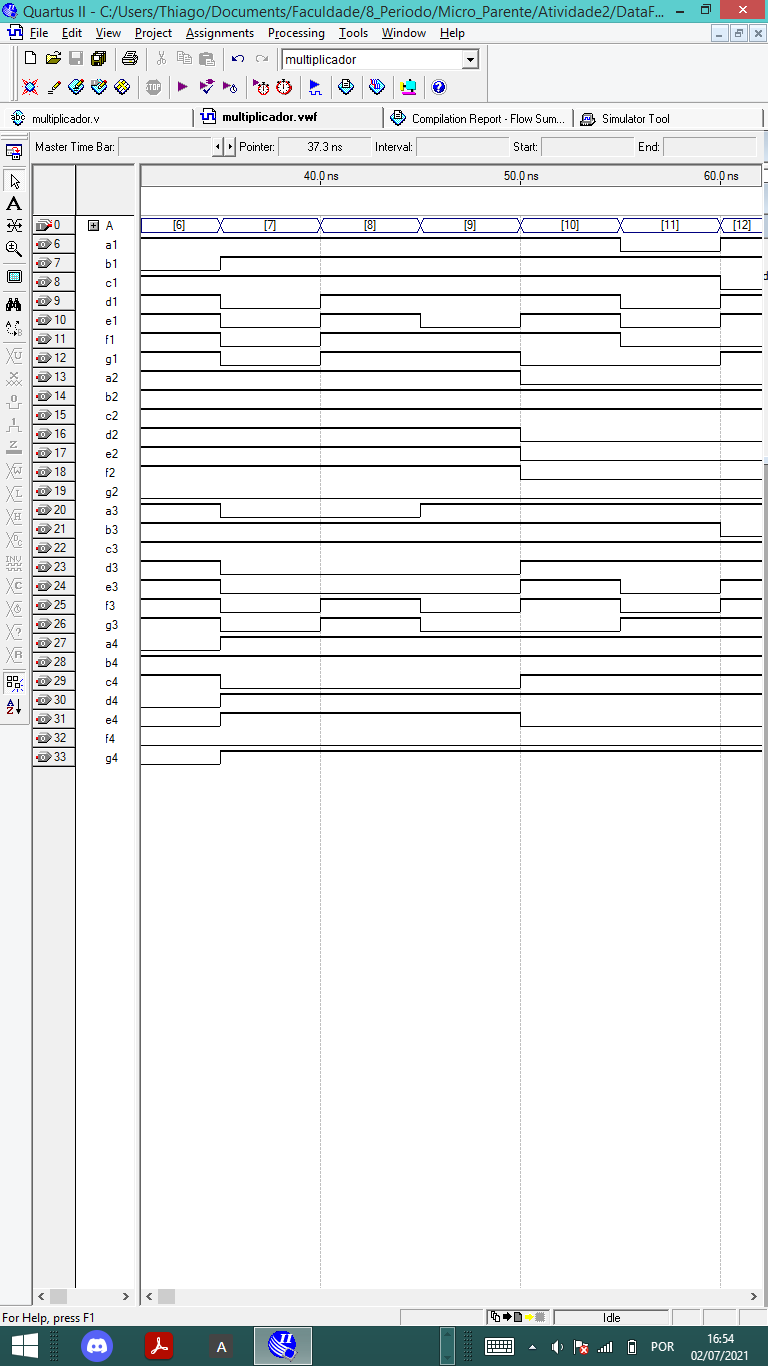 Quartus II - C:/Users/Thiago/Documents/Faculdade/8_Periodo/Micro_Parente/Atividade2/DataF...
File Edit View Project Assignments Processing Tools Window Help
multiplicador
STOP
multiplicador.v multiplicador.vwf Compilation Report - Flow Sum... Simulator Tool
Master Time Bar: Pointer: 37.3 ns Interval: Start: End:
40.0 ns 50.0 ns 60.0 ns
0 A [6] [7] [8] [9] [10] [11] [12]
6 a1
7 b1
8 c1
9 d1
10 e1
11 f1
12 g1
13 a2
14 b2
15 c2
16 d2
17 e2
18 f2
19 g2
20 a3
21 b3
22 c3
23 d3
24 e3
25 f3
26 g3
27 a4
28 b4
29 c4
30 d4
31 e4
32 f4
33 g4
For Help, press F1 Idle
POR 16:54
02/07/2021